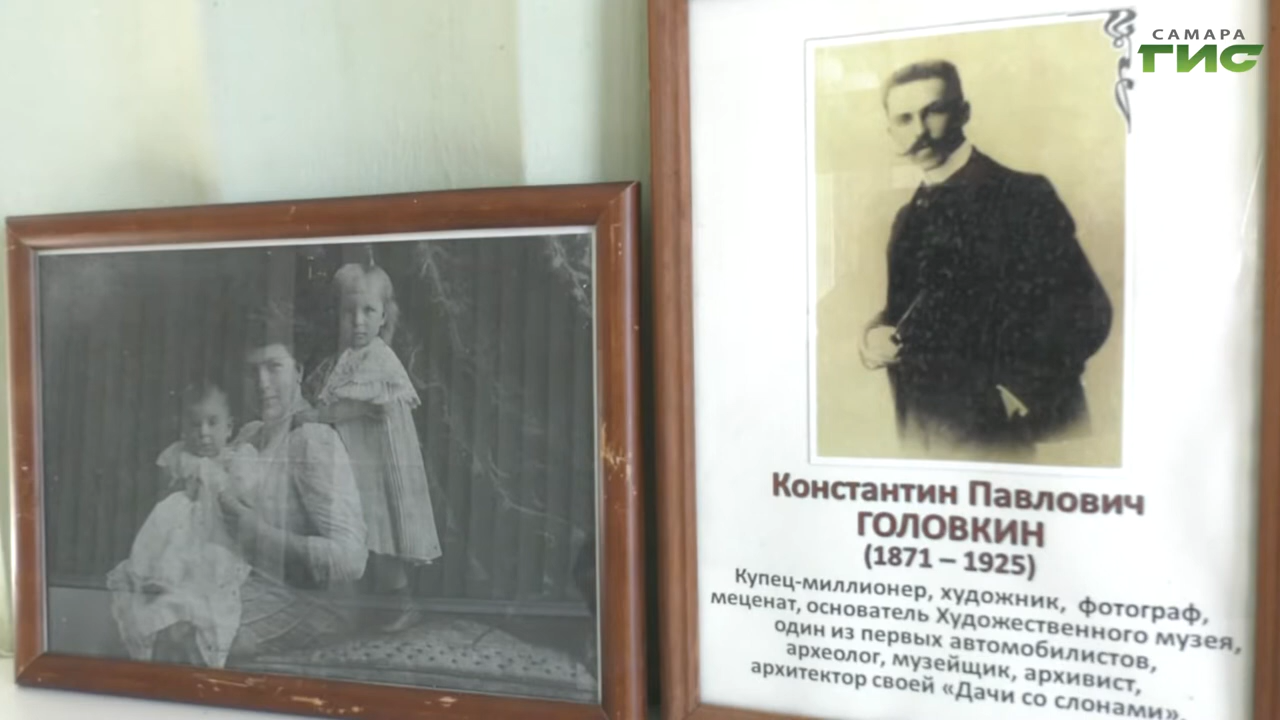 САМАРА
ГИС
Константин Павлович
ГОЛОВКИН
(1871 – 1925)
Купец-миллионер, художник, фотограф,
меценат, основатель Художественного музея,
один из первых автомобилистов,
археолог, музейщик, архивист,
архитектор своей «Дачи со слонами».